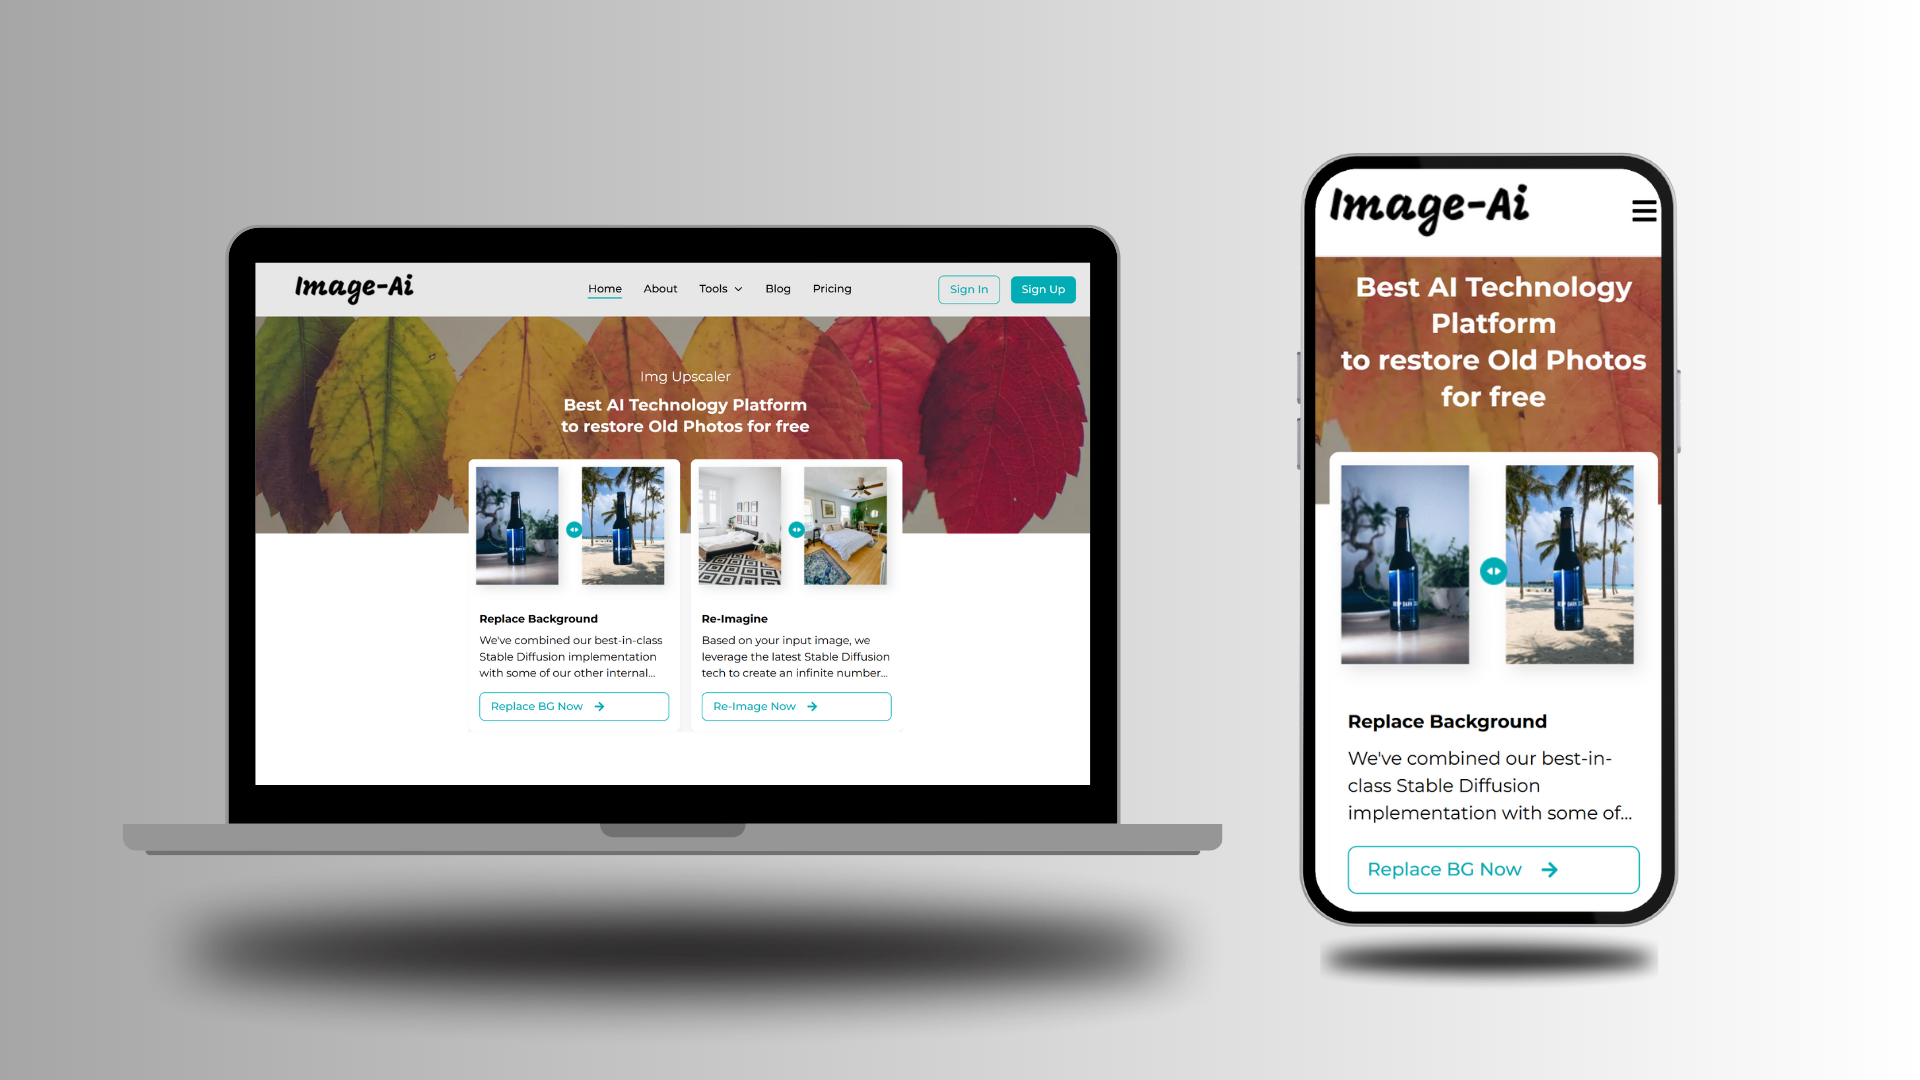 Image-Ai
Home About Tools Blog Pricing
Sign In Sign Up
Img Upscaler
Best AI Technology Platform
to restore Old Photos for free
Replace Background
We've combined our best-in-class
Stable Diffusion implementation
with some of our other internal...
Replace BG Now
Re-Imagine
Based on your input image, we
leverage the latest Stable Diffusion
tech to create an infinite number...
Re-Image Now
Image-Ai
Best AI Technology
Platform
to restore Old Photos
for free
Replace Background
We've combined our best-in-
class Stable Diffusion
implementation with some of...
Replace BG Now